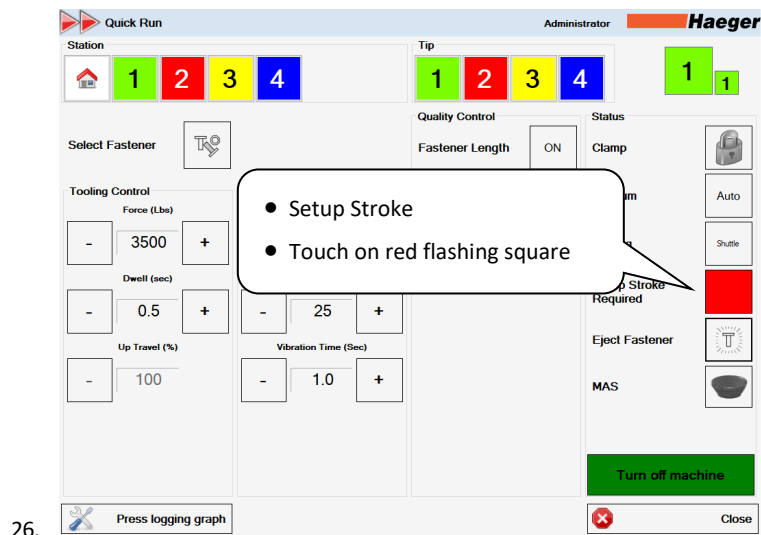 Quick Run
Administrator
Haeger
Station
Tip
1 2 3 4
1 2 3 4
1 1
Quality Control
Status
Select Fastener
Fastener Length ON
Clamp
Tooling Control
Force (Lbs)
• Setup Stroke
• Touch on red flashing square
Auto
- 3500 +
Shuttle
Dwell (sec)
Stroke
Required
- 0.5 +
- 25 +
Eject Fastener
Up Travel (%)
Vibration Time (Sec)
- 100
- 1.0 +
MAS
Turn off machine
Press logging graph
Close
26.